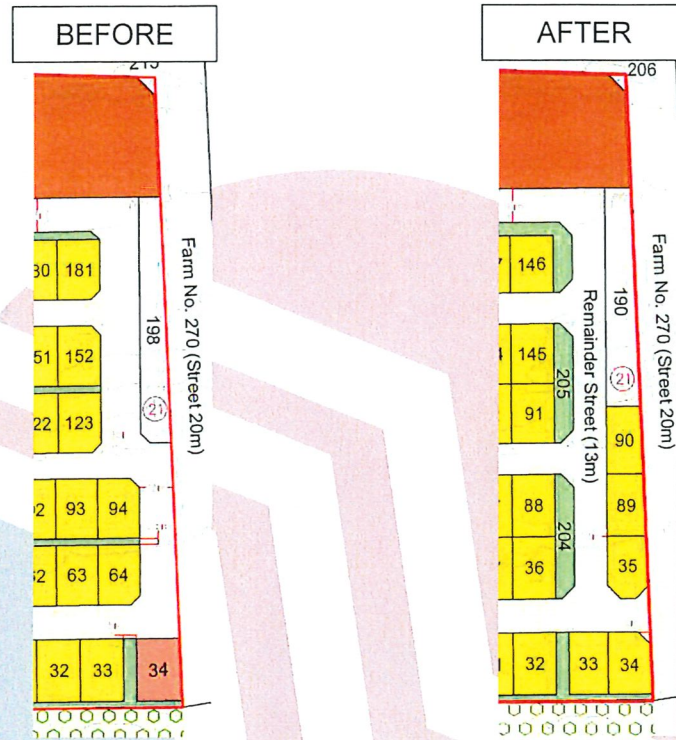 BEFORE
30 181
51 152
22 123
93 94
63 64
32 33 34
198
21
Farm No. 270 (Street 20m)
AFTER
206
146
145
91
88
36
32 33 34
205
204
Remainder Street (13m)
190
21
90
89
35
Farm No. 270 (Street 20m)